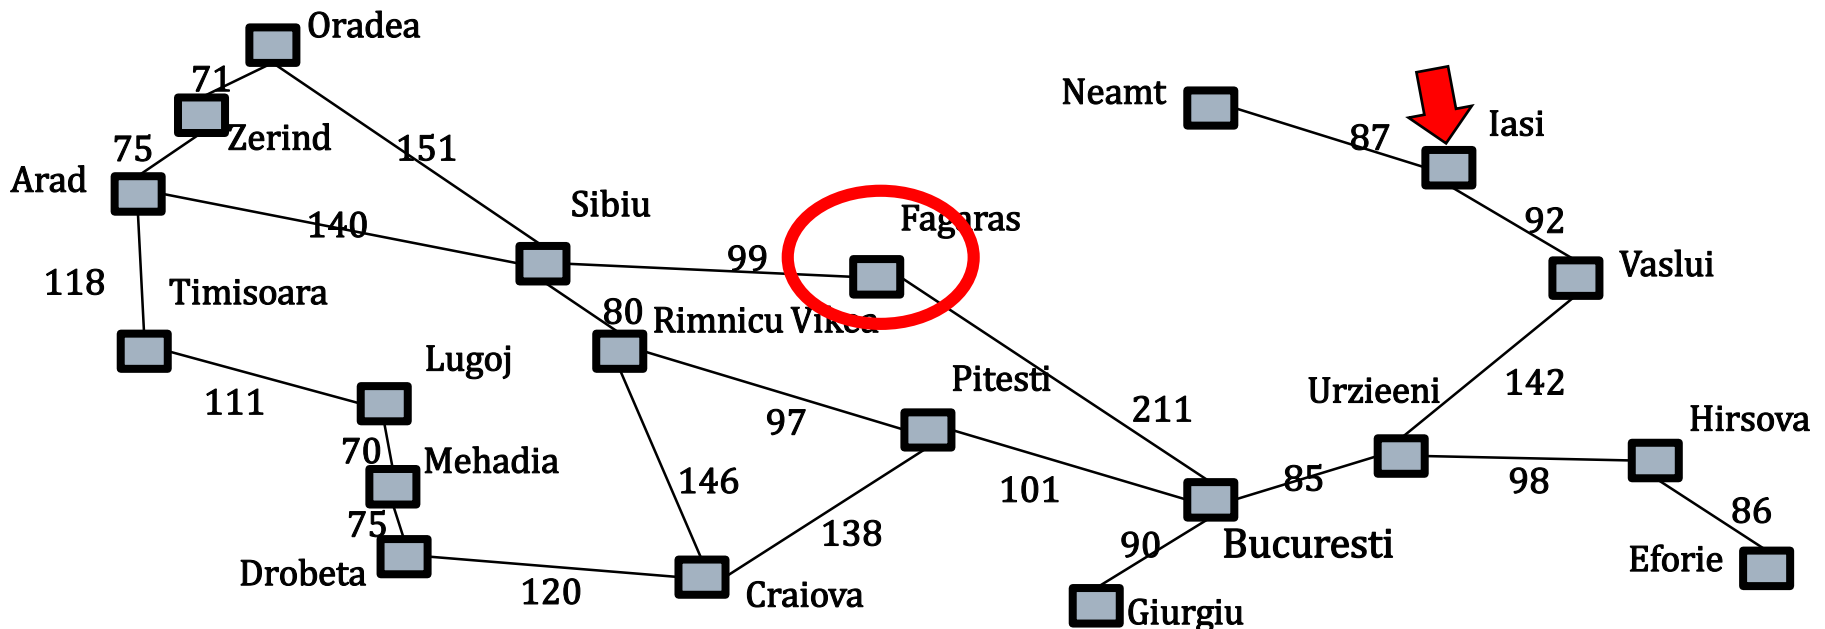 Oradea
71
Neamt
Iasi
87
Zerind
75
151
Arad
Sibiu
Fagaras
92
140
99
Vaslui
118
Timisoara
80
Rimnicu Vikea
Lugoj
Pitesti
Urzieeni
142
111
97
211
Hirsova
70
Mehadia
146
101
85
98
75
138
90
Bucuresti
86
Drobeta
120
Craiova
Giurgiu
Eforie